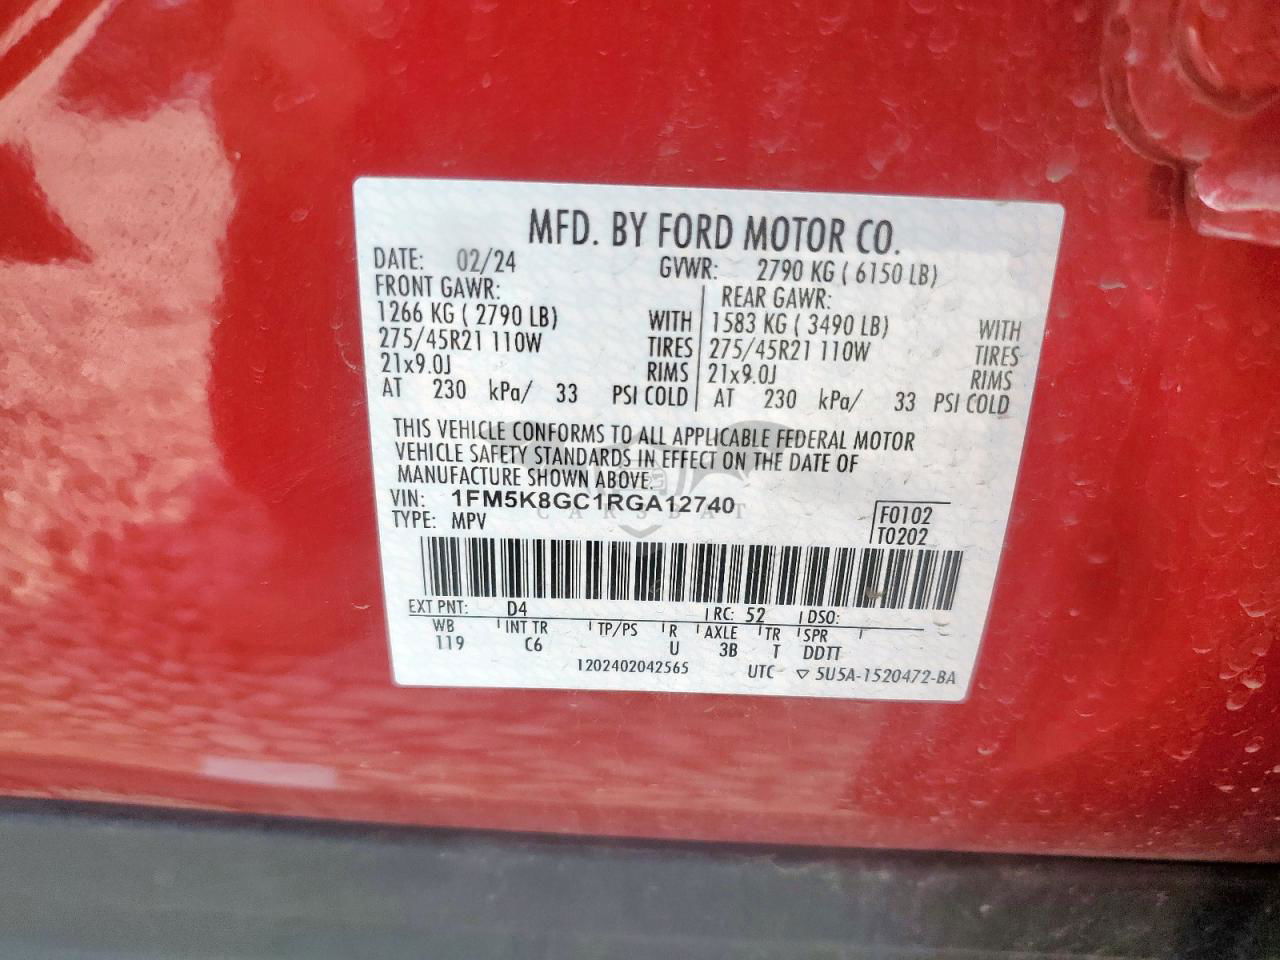 MFD. BY FORD MOTOR CO.
DATE: 02/24 GVWR: 2790 KG ( 6150 LB)
FRONT GAWR: REAR GAWR:
1266 KG ( 2790 LB) WITH 1583 KG ( 3490 LB) WITH
275/45R21 110W TIRES 275/45R21 110W TIRES
21x9.0J RIMS 21x9.0J RIMS
AT 230 kPa/ 33 PSI COLD AT 230 kPa/ 33 PSI COLD
THIS VEHICLE CONFORMS TO ALL APPLICABLE FEDERAL MOTOR
VEHICLE SAFETY STANDARDS IN EFFECT ON THE DATE OF
MANUFACTURE SHOWN ABOVE.
VIN: 1FM5K8GC1RGA12740
TYPE: MPV
CARSBAT
F0102
T0202
EXT PNT: D4 RC: 52 DSO:
WB INT TR TP/PS R AXLE TR SPR
119 C6 U 3B T DDTT
1202402042565 UTC ▽ 5U5A-1520472-BA